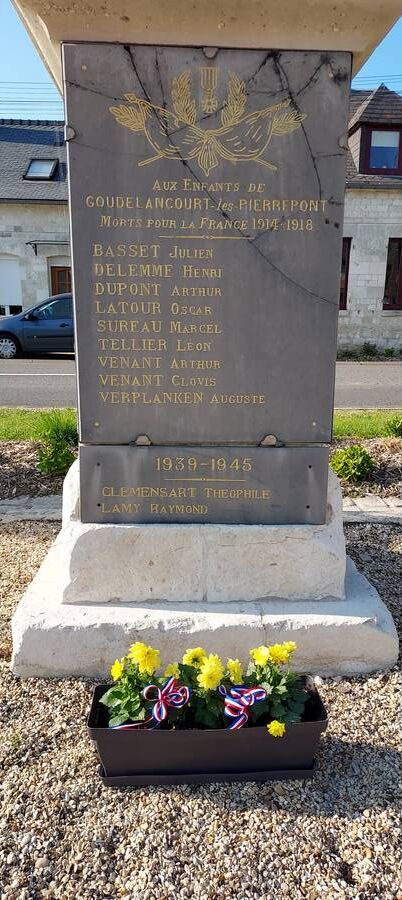 AUX ENFANTS DE
GOUDELANCOURT-les-PIERREPONT
MORTS POUR LA FRANCE 1914-1918
BASSET JULIEN
DELEMME HENRI
DUPONT ARTHUR
LATOUR OSCAR
SUREAU MARCEL
TELLIER LÉON
VENANT ARTHUR
VENANT CLOVIS
VERPLANKEN AUGUSTE
1939-1945
CLEMENSART THEOPHILE
LAMY RAYMOND